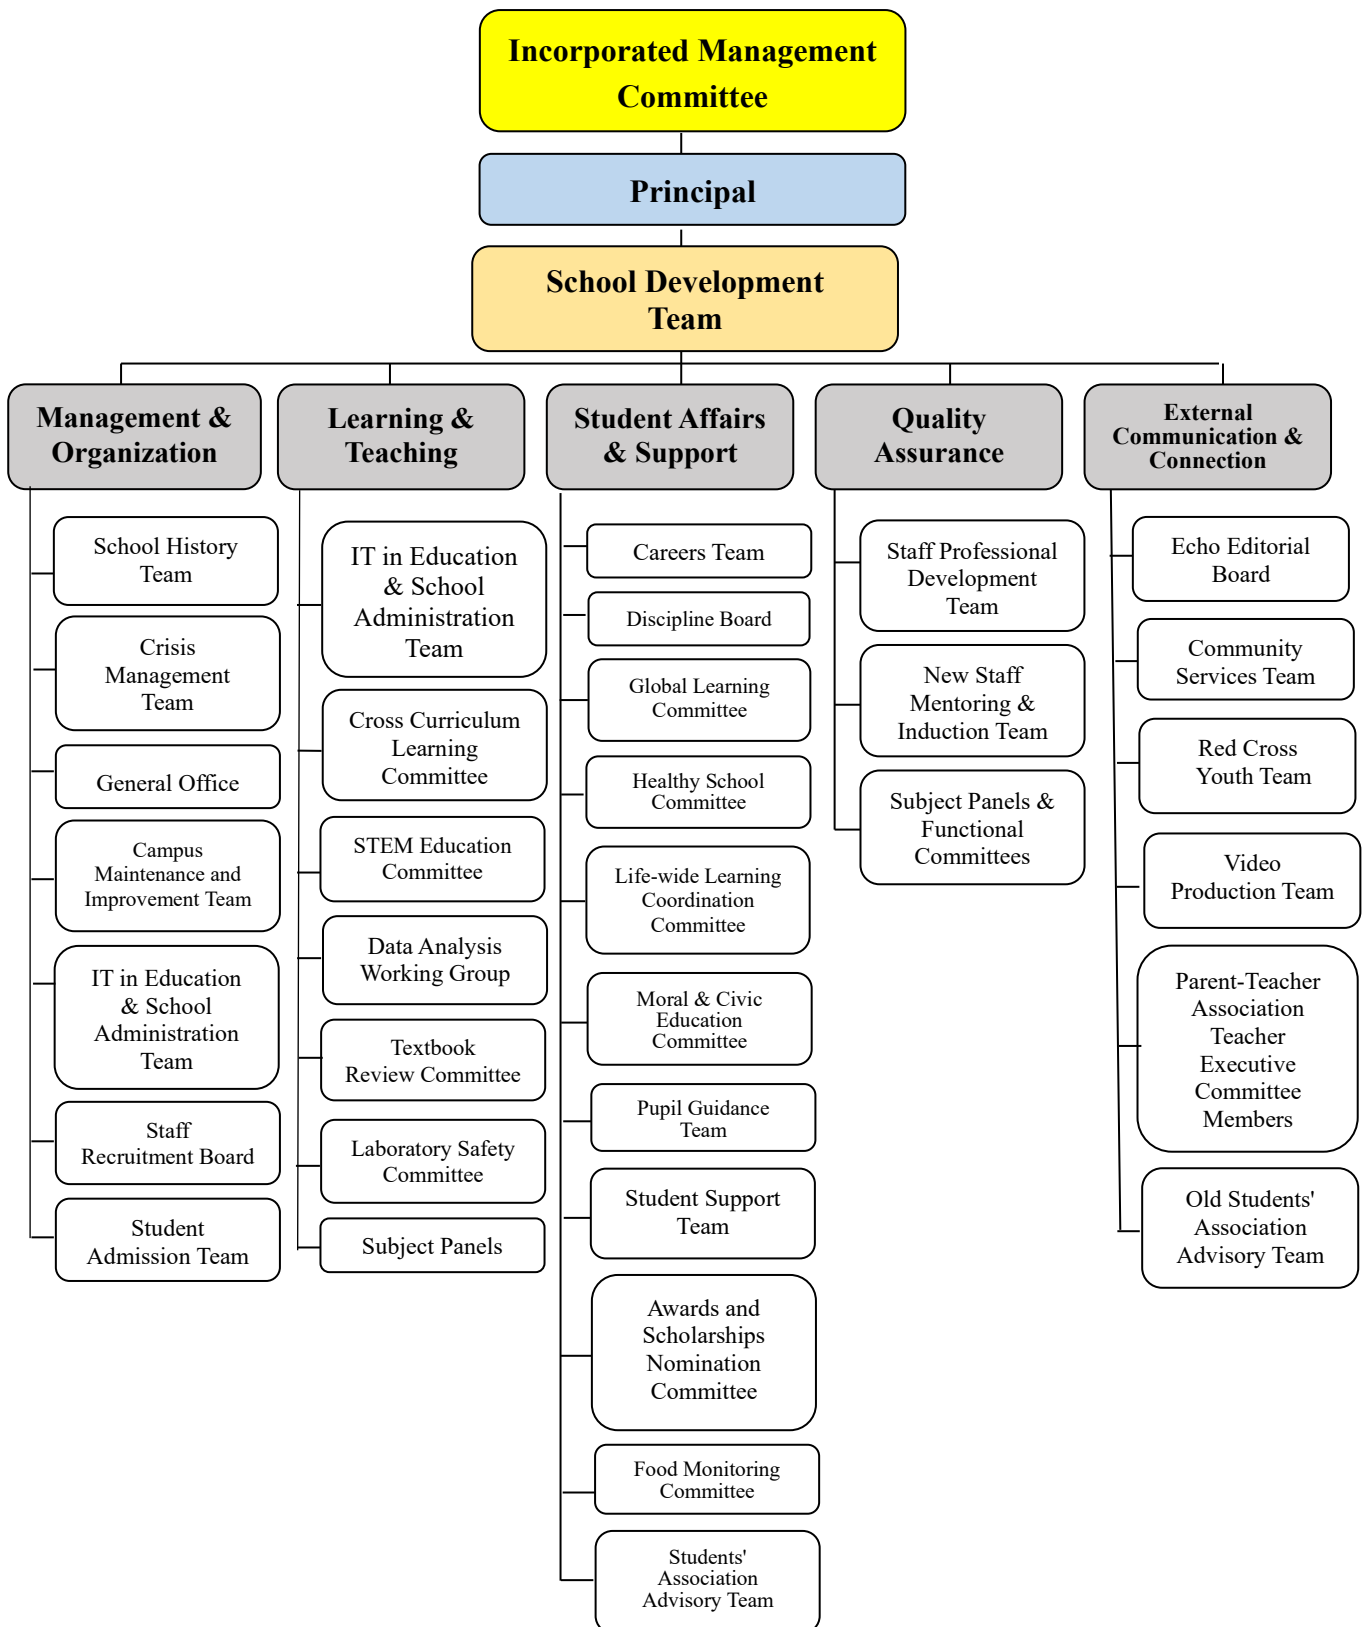 Incorporated Management
Committee
Principal
School Development
Team
Management &
Organization
School History
Team
Crisis
Management
Team
General Office
Campus
Maintenance and
Improvement Team
IT in Education
& School
Administration
Team
Staff
Recruitment Board
Student
Admission Team
Learning &
Teaching
IT in Education
& School
Administration
Team
Cross Curriculum
Learning
Committee
STEM Education
Committee
Data Analysis
Working Group
Textbook
Review Committee
Laboratory Safety
Committee
Subject Panels
Student Affairs
& Support
Careers Team
Discipline Board
Global Learning
Committee
Healthy School
Committee
Life-wide Learning
Coordination
Committee
Moral & Civic
Education
Committee
Pupil Guidance
Team
Student Support
Team
Awards and
Scholarships
Nomination
Committee
Food Monitoring
Committee
Students'
Association
Advisory Team
Quality
Assurance
Staff Professional
Development
Team
New Staff
Mentoring &
Induction Team
Subject Panels &
Functional
Committees
External
Communication &
Connection
Echo Editorial
Board
Community
Services Team
Red Cross
Youth Team
Video
Production Team
Parent-Teacher
Association
Teacher
Executive
Committee
Members
Old Students'
Association
Advisory Team